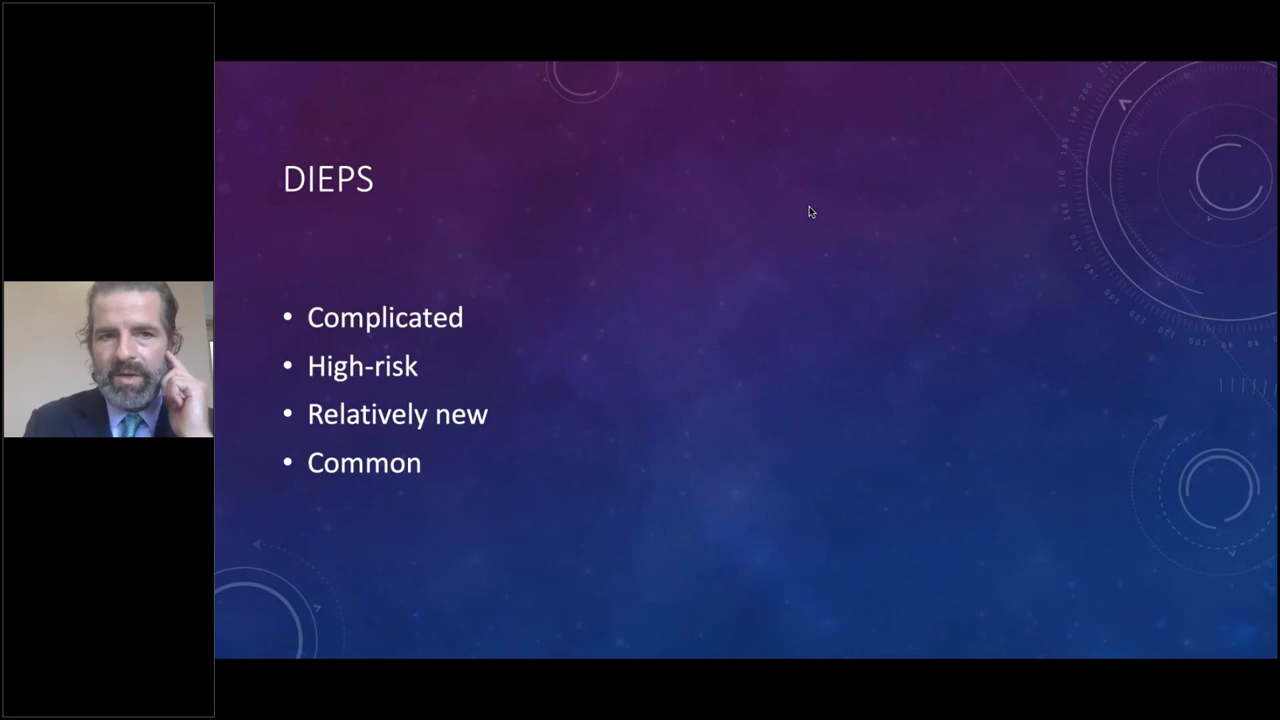 DIEPS
• Complicated
• High-risk
• Relatively new
• Common